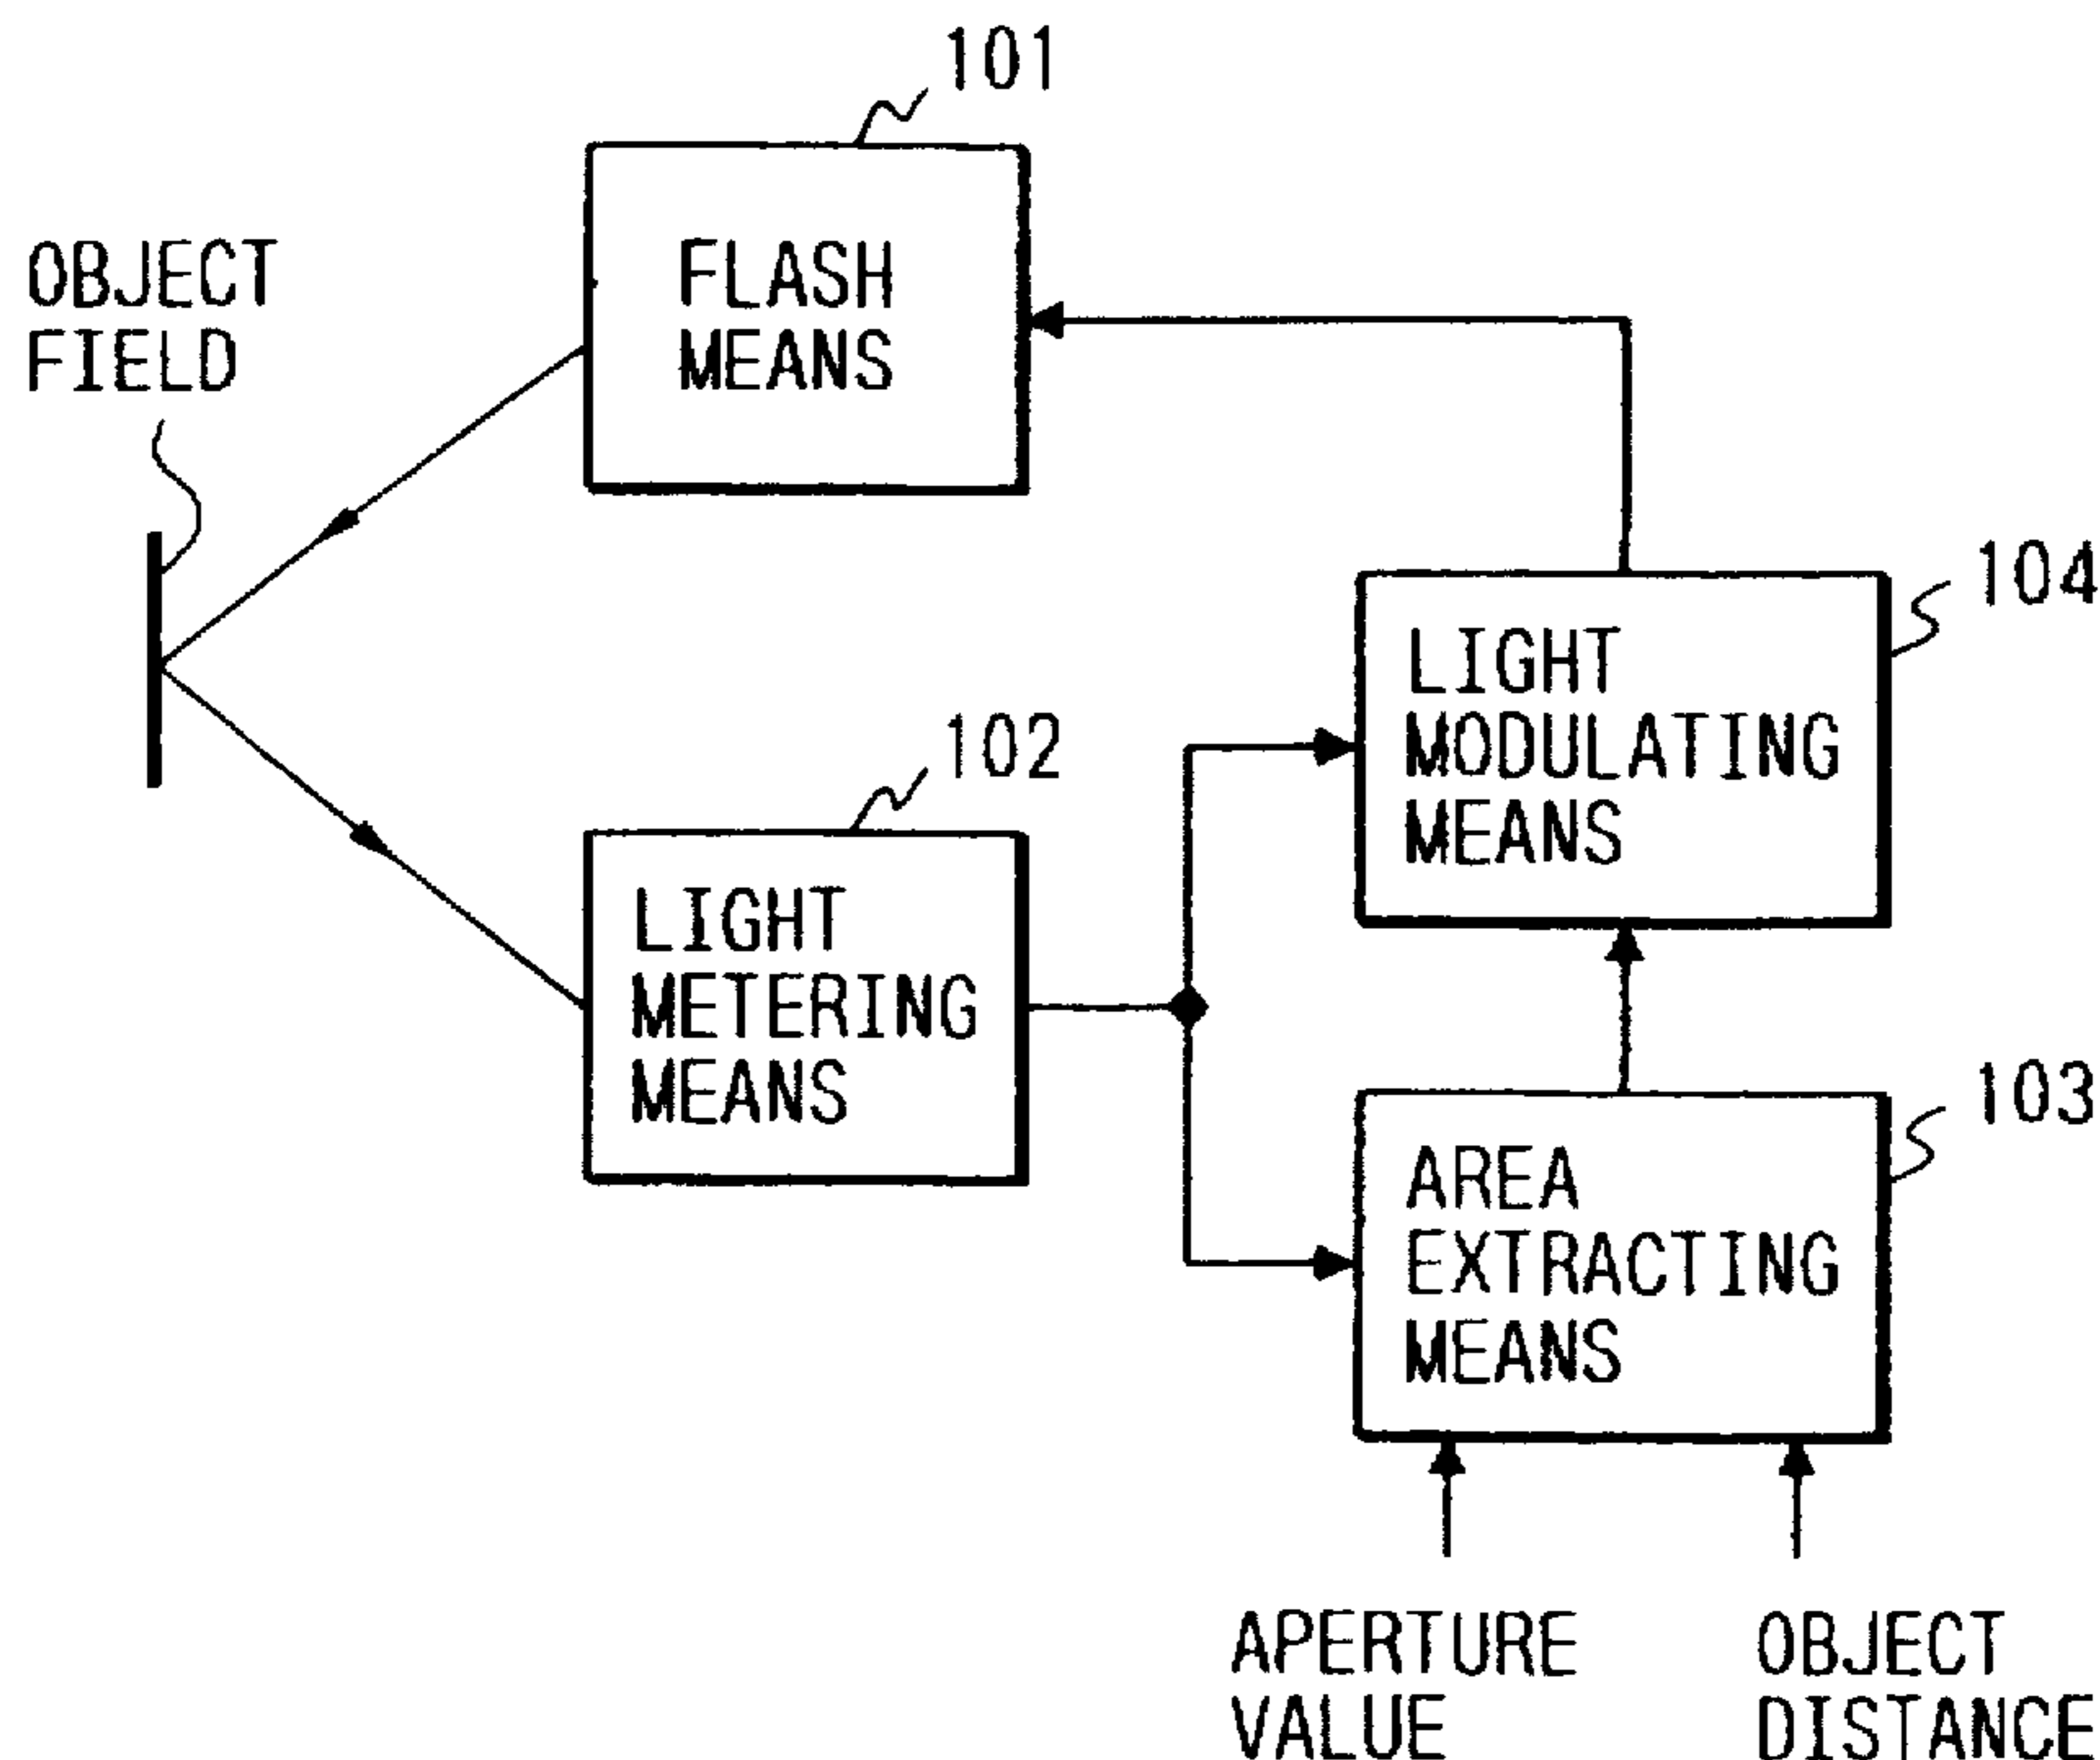 101
OBJECT
FIELD
FLASH
MEANS
104
LIGHT
MODULATING
MEANS
102
LIGHT
METERING
MEANS
103
AREA
EXTRACTING
MEANS
APERTURE
VALUE
OBJECT
DISTANCE